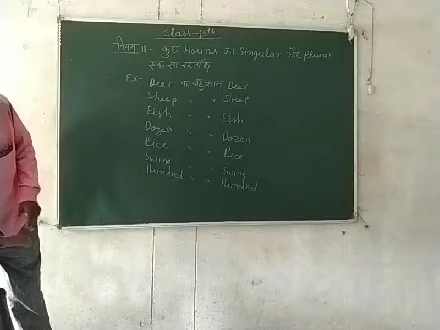 Class-10th
नियम 11- कुछ Nouns का Singular और Plural
एक सा रहता है
Ex- Deer का बहुवचन Deer
Sheep " " Sheep
Fish " " Fish
Dozen " " Dozen
Rice " " Rice
Swine " " Swine
Hundred " " Hundred